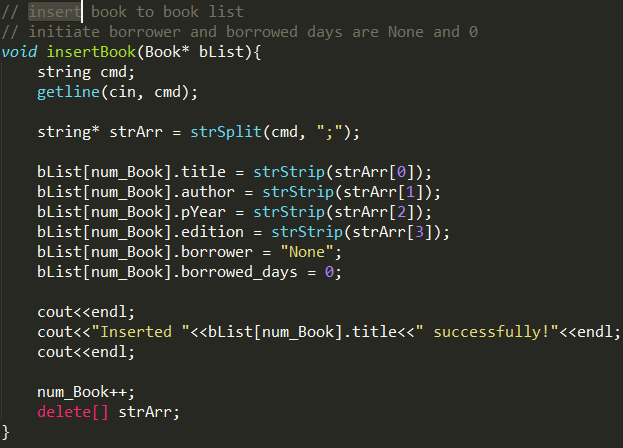 // insert book to book list
// initiate borrower and borrowed days are None and 0
void insertBook(Book* bList){
    string cmd;
    getline(cin, cmd);

    string* strArr = strSplit(cmd, ";");

    bList[num_Book].title = strStrip(strArr[0]);
    bList[num_Book].author = strStrip(strArr[1]);
    bList[num_Book].pYear = strStrip(strArr[2]);
    bList[num_Book].edition = strStrip(strArr[3]);
    bList[num_Book].borrower = "None";
    bList[num_Book].borrowed_days = 0;

    cout<<endl;
    cout<<"Inserted "<<bList[num_Book].title<<" successfully!"<<endl;
    cout<<endl;

    num_Book++;
    delete[] strArr;
}